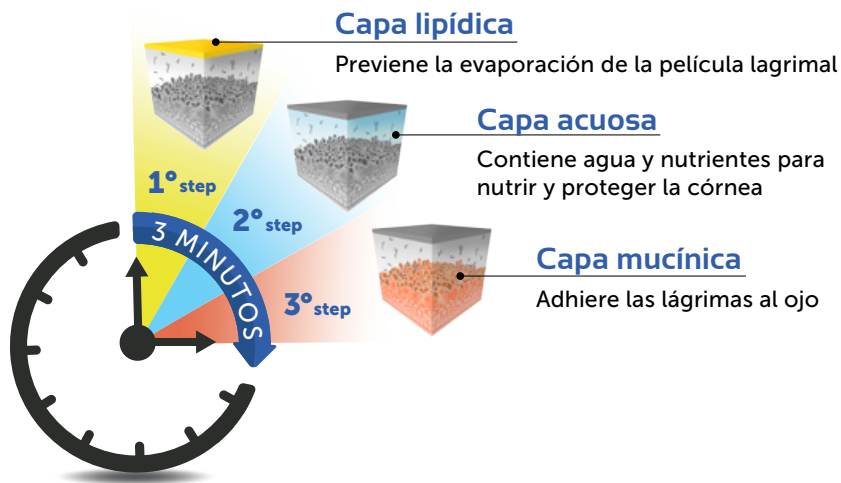 Capa lipídica
Previene la evaporación de la película lagrimal
Capa acuosa
Contiene agua y nutrientes para
nutrir y proteger la córnea
1° step
2° step
3 MINUTOS
Capa mucínica
Adhiere las lágrimas al ojo
3° step